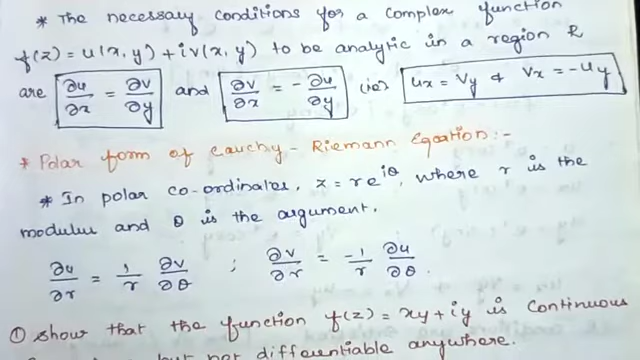 * The necessary conditions for a complex function
f(z) = u(x,y) + iv(x,y) to be analytic in a region R
are ∂u/∂x = ∂v/∂y and ∂v/∂x = -∂u/∂y (ie) ux = vy & vx = -uy
* Polar form of Cauchy - Riemann Equation:-
* In polar co-ordinates, z = re^{iθ}, where r is the
modulus and θ is the argument.
∂u/∂r = 1/r ∂v/∂θ ; ∂v/∂r = -1/r ∂u/∂θ.
① Show that the function f(z) = xy + iy is continuous
but not differentiable anywhere.